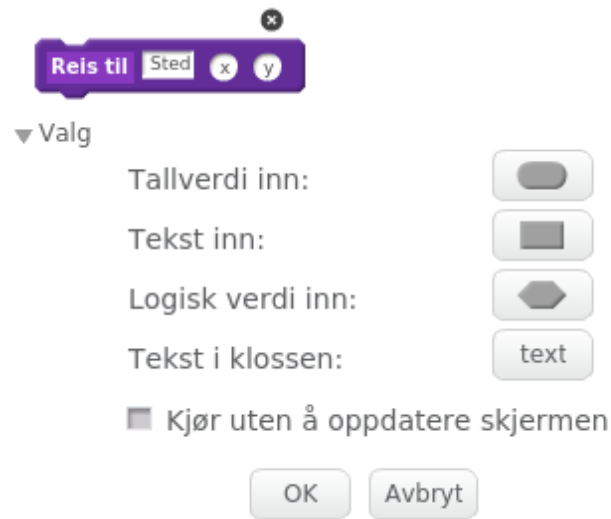 Reis til Sted x y
Valg
Tallverdi inn:
Tekst inn:
Logisk verdi inn:
Tekst i klossen: text
Kjør uten å oppdatere skjermen
OK Avbryt